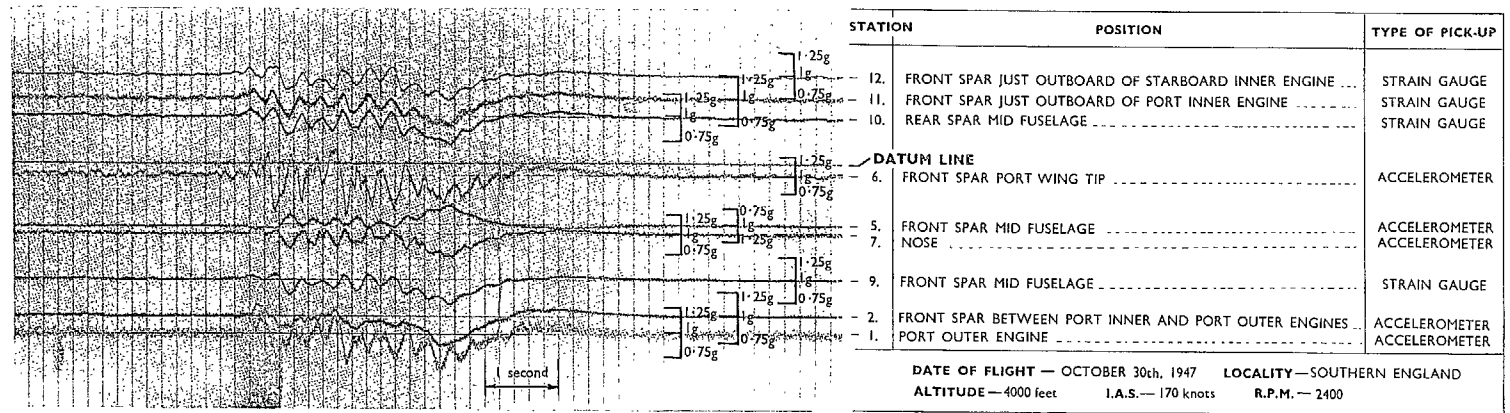 STATION POSITION TYPE OF PICK-UP
12. FRONT SPAR JUST OUTBOARD OF STARBOARD INNER ENGINE STRAIN GAUGE
11. FRONT SPAR JUST OUTBOARD OF PORT INNER ENGINE STRAIN GAUGE
10. REAR SPAR MID FUSELAGE STRAIN GAUGE
DATUM LINE
6. FRONT SPAR PORT WING TIP ACCELEROMETER
5. FRONT SPAR MID FUSELAGE ACCELEROMETER
7. NOSE ACCELEROMETER
9. FRONT SPAR MID FUSELAGE STRAIN GAUGE
2. FRONT SPAR BETWEEN PORT INNER AND PORT OUTER ENGINES ACCELEROMETER
1. PORT OUTER ENGINE ACCELEROMETER
1·25g
1g
0·75g
1·25g
1g
0·75g
1·25g
1g
0·75g
1·25g
1g
0·75g
1·25g
1g
0·75g
0·75g
1g
1·25g
1·25g
1g
0·75g
1·25g
1g
0·75g
1·25g
1g
0·75g
1 second
DATE OF FLIGHT — OCTOBER 30th, 1947 LOCALITY—SOUTHERN ENGLAND
ALTITUDE—4000 feet I.A.S.— 170 knots R.P.M. — 2400